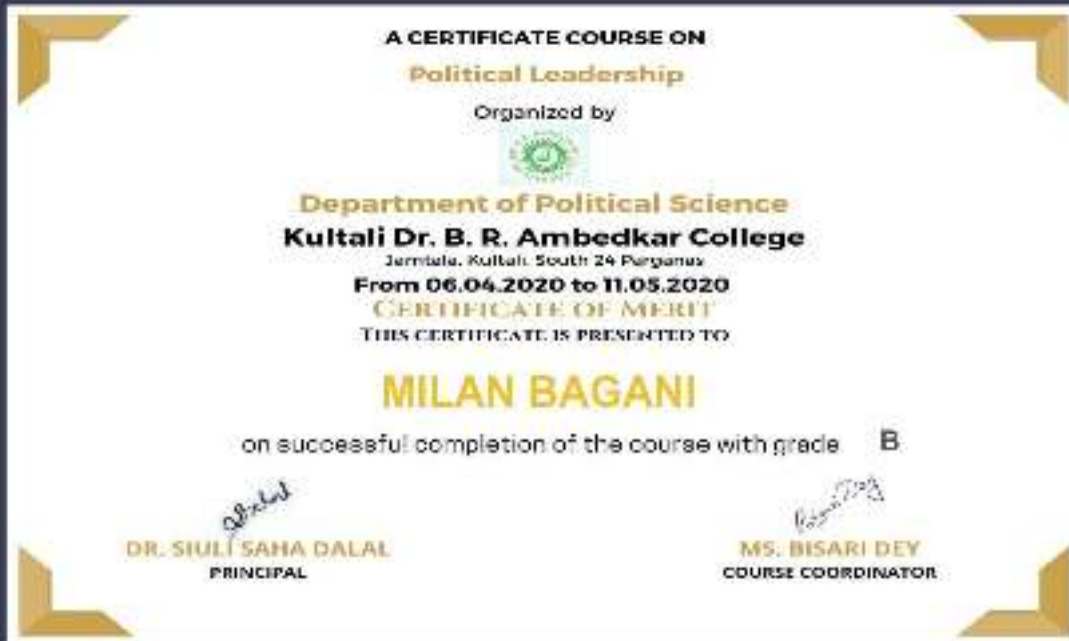 A CERTIFICATE COURSE ON
Political Leadership
Organized by
Department of Political Science
Kultali Dr. B. R. Ambedkar College
Jamtala, Kultali, South 24 Parganas
From 06.04.2020 to 11.05.2020
CERTIFICATE OF MERIT
THIS CERTIFICATE IS PRESENTED TO
MILAN BAGANI
on successful completion of the course with grade B
DR. SIULI SAHA DALAL
PRINCIPAL
MS. BISARI DEY
COURSE COORDINATOR